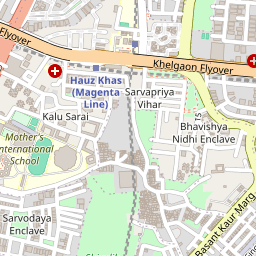 Flyover
Khelgaon Flyover
Hauz Khas
(Magenta
Line)
Sarvapriya
Vihar
Kalu Sarai
Bhavishya
Nidhi Enclave
Mother's
International
School
Sarvodaya
Enclave
Basant Kaur Marg